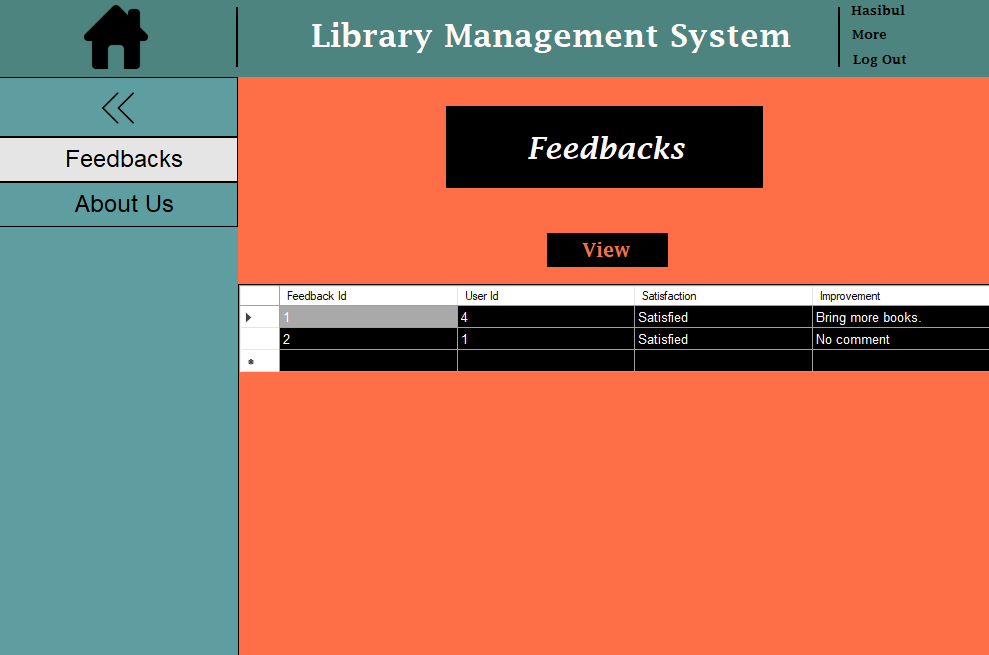 Library Management System
Hasibul
More
Log Out
Feedbacks
About Us
Feedbacks
View
Feedback Id User Id Satisfaction Improvement
1 4 Satisfied Bring more books.
2 1 Satisfied No comment